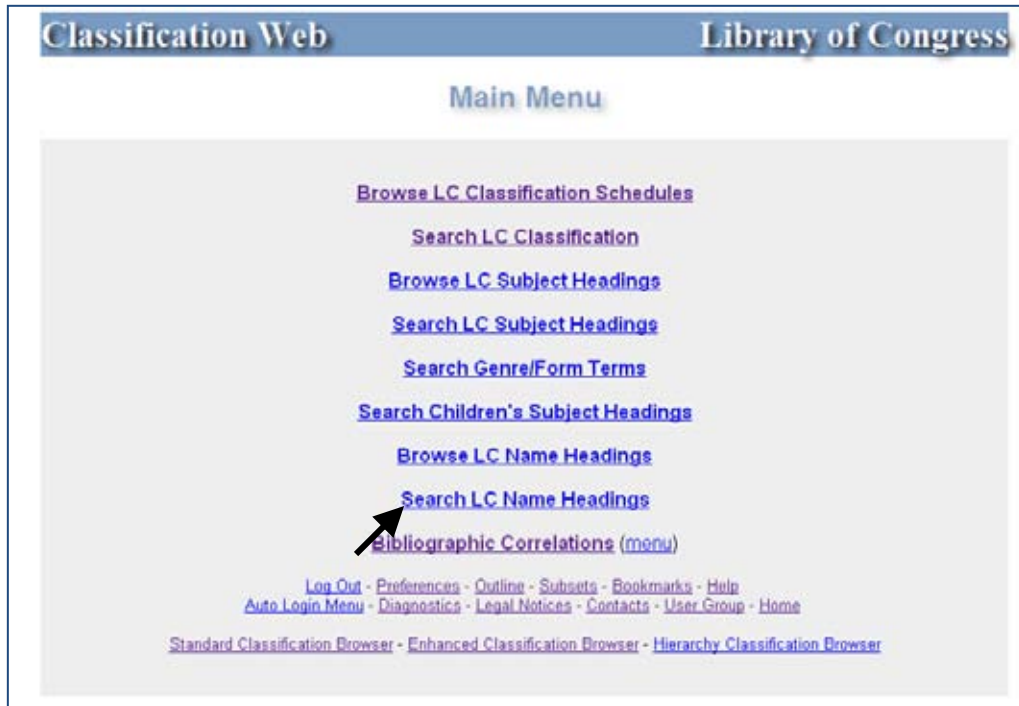 Classification Web Library of Congress
Main Menu
Browse LC Classification Schedules
Search LC Classification
Browse LC Subject Headings
Search LC Subject Headings
Search Genre/Form Terms
Search Children's Subject Headings
Browse LC Name Headings
Search LC Name Headings
Bibliographic Correlations (menu)
Log Out - Preferences - Outline - Subsets - Bookmarks - Help
Auto Login Menu - Diagnostics - Legal Notices - Contacts - User Group - Home
Standard Classification Browser - Enhanced Classification Browser - Hierarchy Classification Browser